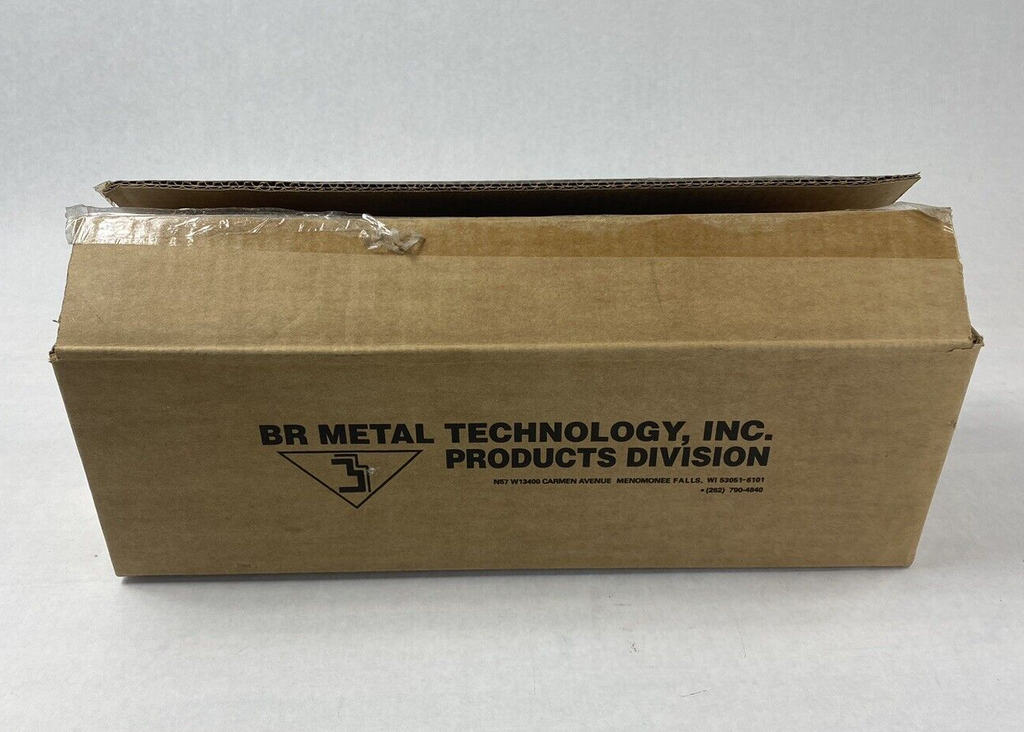 BR METAL TECHNOLOGY, INC.
PRODUCTS DIVISION
N57 W13400 CARMEN AVENUE MENOMONEE FALLS, WI 53051-6101
• (262) 790-4840